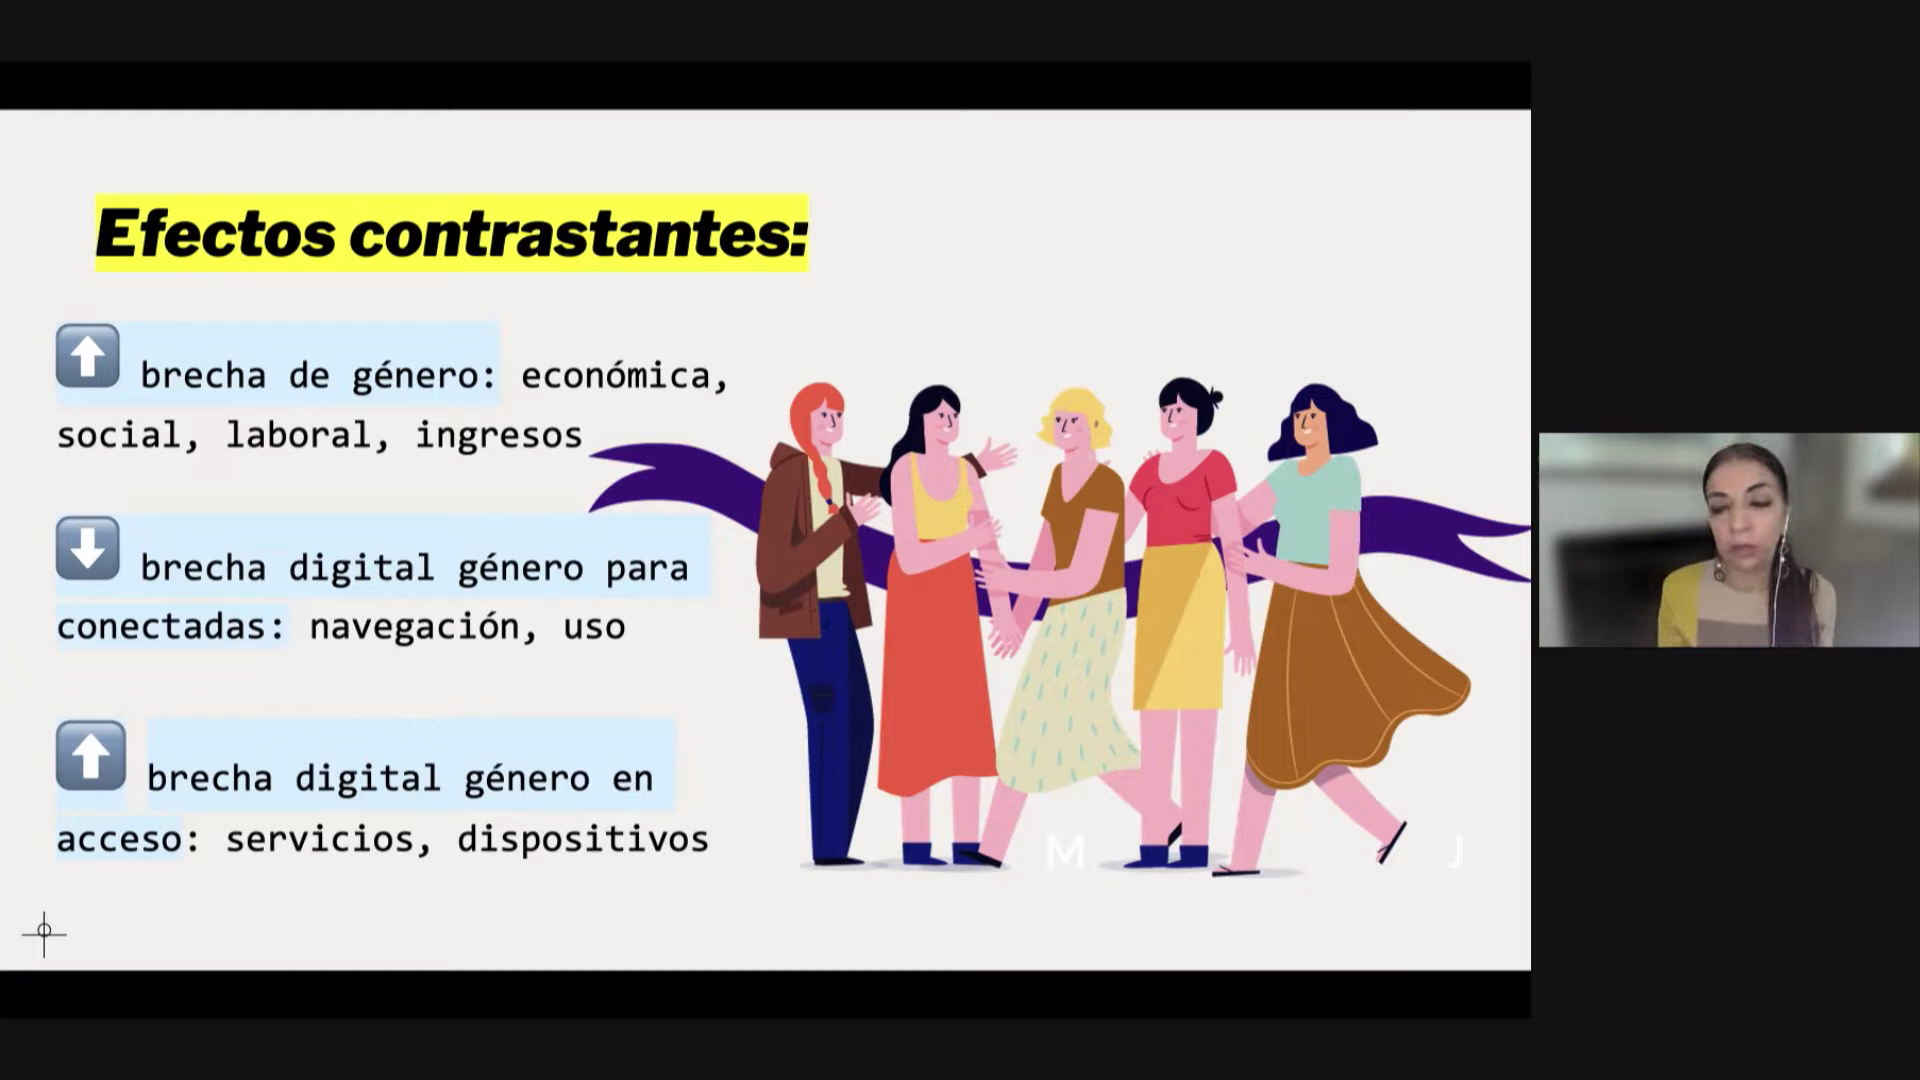 Efectos contrastantes:
⬆️ brecha de género: económica,
social, laboral, ingresos
⬇️ brecha digital género para
conectadas: navegación, uso
⬆️ brecha digital género en
acceso: servicios, dispositivos
M
J